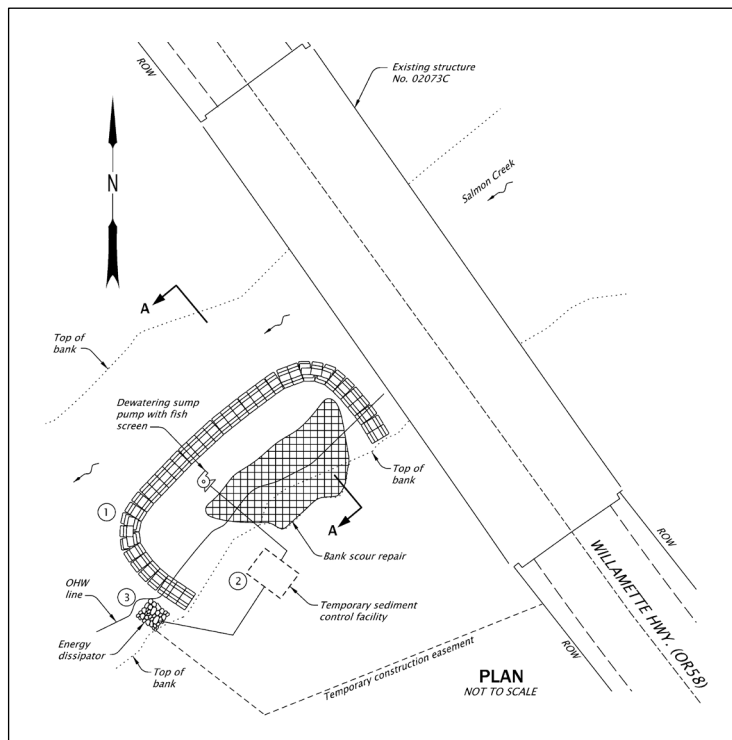 ROW
Existing structure
No. 02073C
N
Salmon Creek
A
Top of
bank
Dewatering sump
pump with fish
screen
Top of
bank
1
A
Bank scour repair
ROW
2
OHW
line
3
Temporary sediment
control facility
WILLAMETTE HWY. (OR58)
Energy
dissipator
Top of
bank
Temporary construction easement
ROW
PLAN
NOT TO SCALE